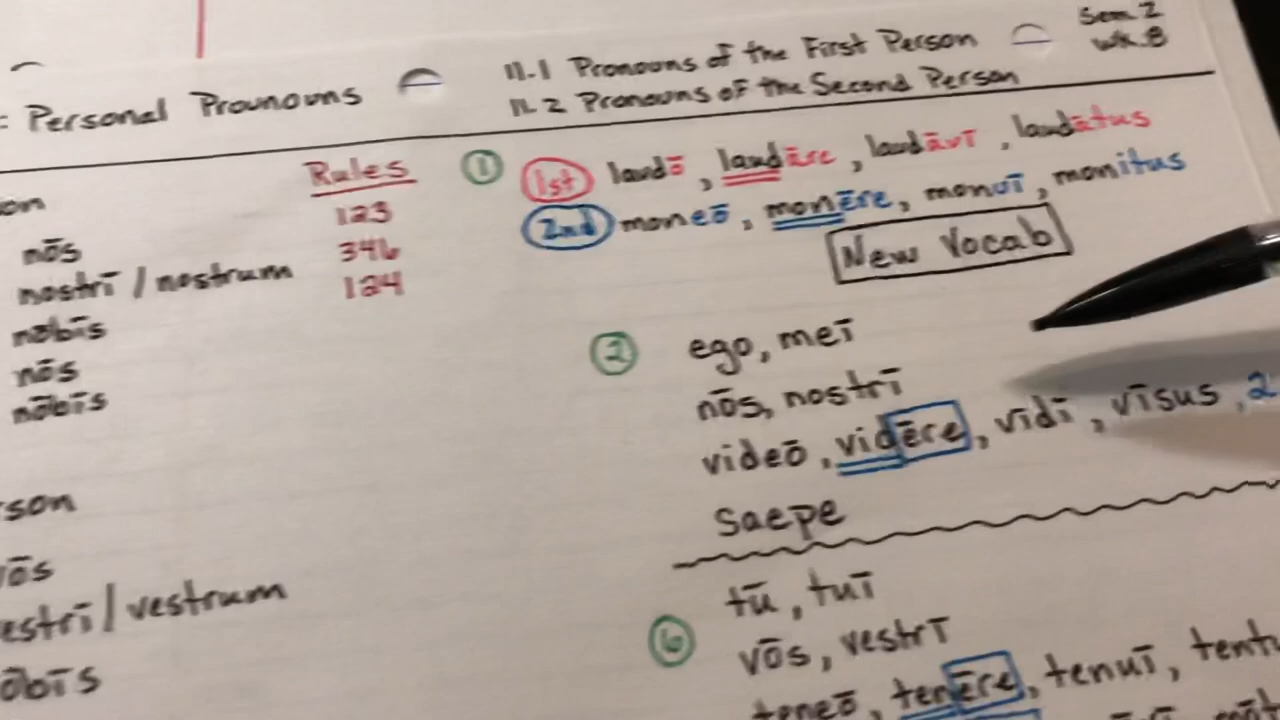 : Personal Pronouns
11.1 Pronouns of the First Person
11.2 Pronouns of the Second Person
Sem. 2
wk. 8
on
nōs
nostrī / nostrum
nōbīs
nōs
nōbīs
son
ōs
estrī / vestrum
ōbīs
Rules
123
346
124
① 1st laudō, laudāre, laudāvī, laudātus
2nd moneō, monēre, monuī, monitus
New Vocab
② ego, meī
nōs, nostrī
videō, vidēre, vīdī, vīsus, 2
saepe
⑥ tū, tuī
vōs, vestrī
teneō, tenēre, tenuī, tent